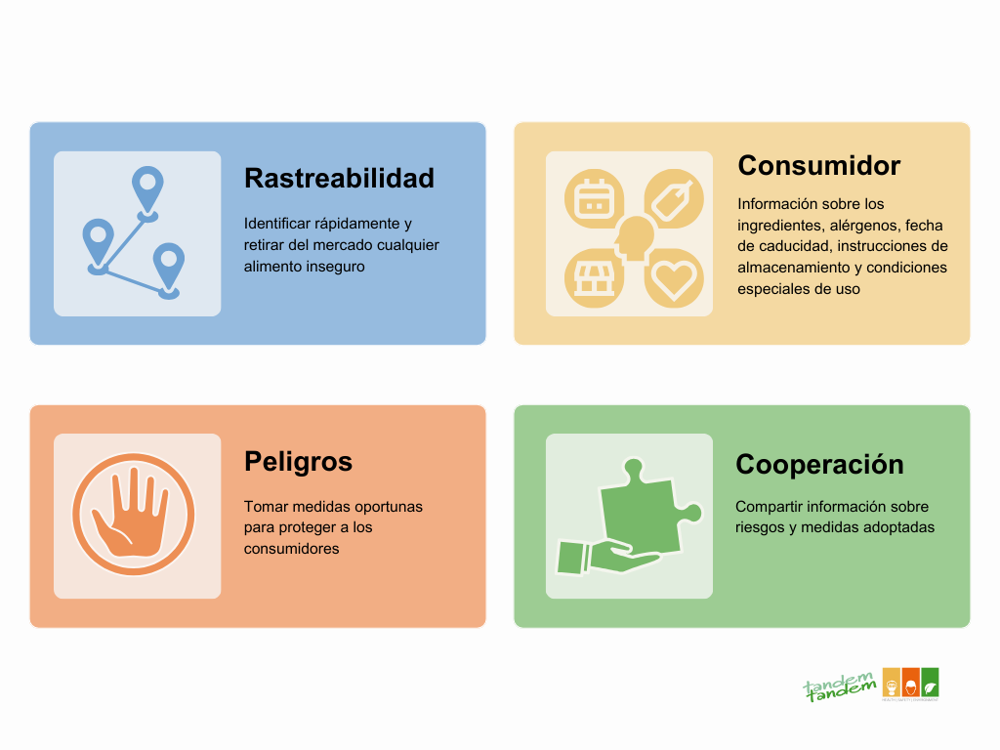 Rastreabilidad
Identificar rápidamente y
retirar del mercado cualquier
alimento inseguro
Consumidor
Información sobre los
ingredientes, alérgenos, fecha
de caducidad, instrucciones de
almacenamiento y condiciones
especiales de uso
Peligros
Tomar medidas oportunas
para proteger a los
consumidores
Cooperación
Compartir información sobre
riesgos y medidas adoptadas
tandem
tandem